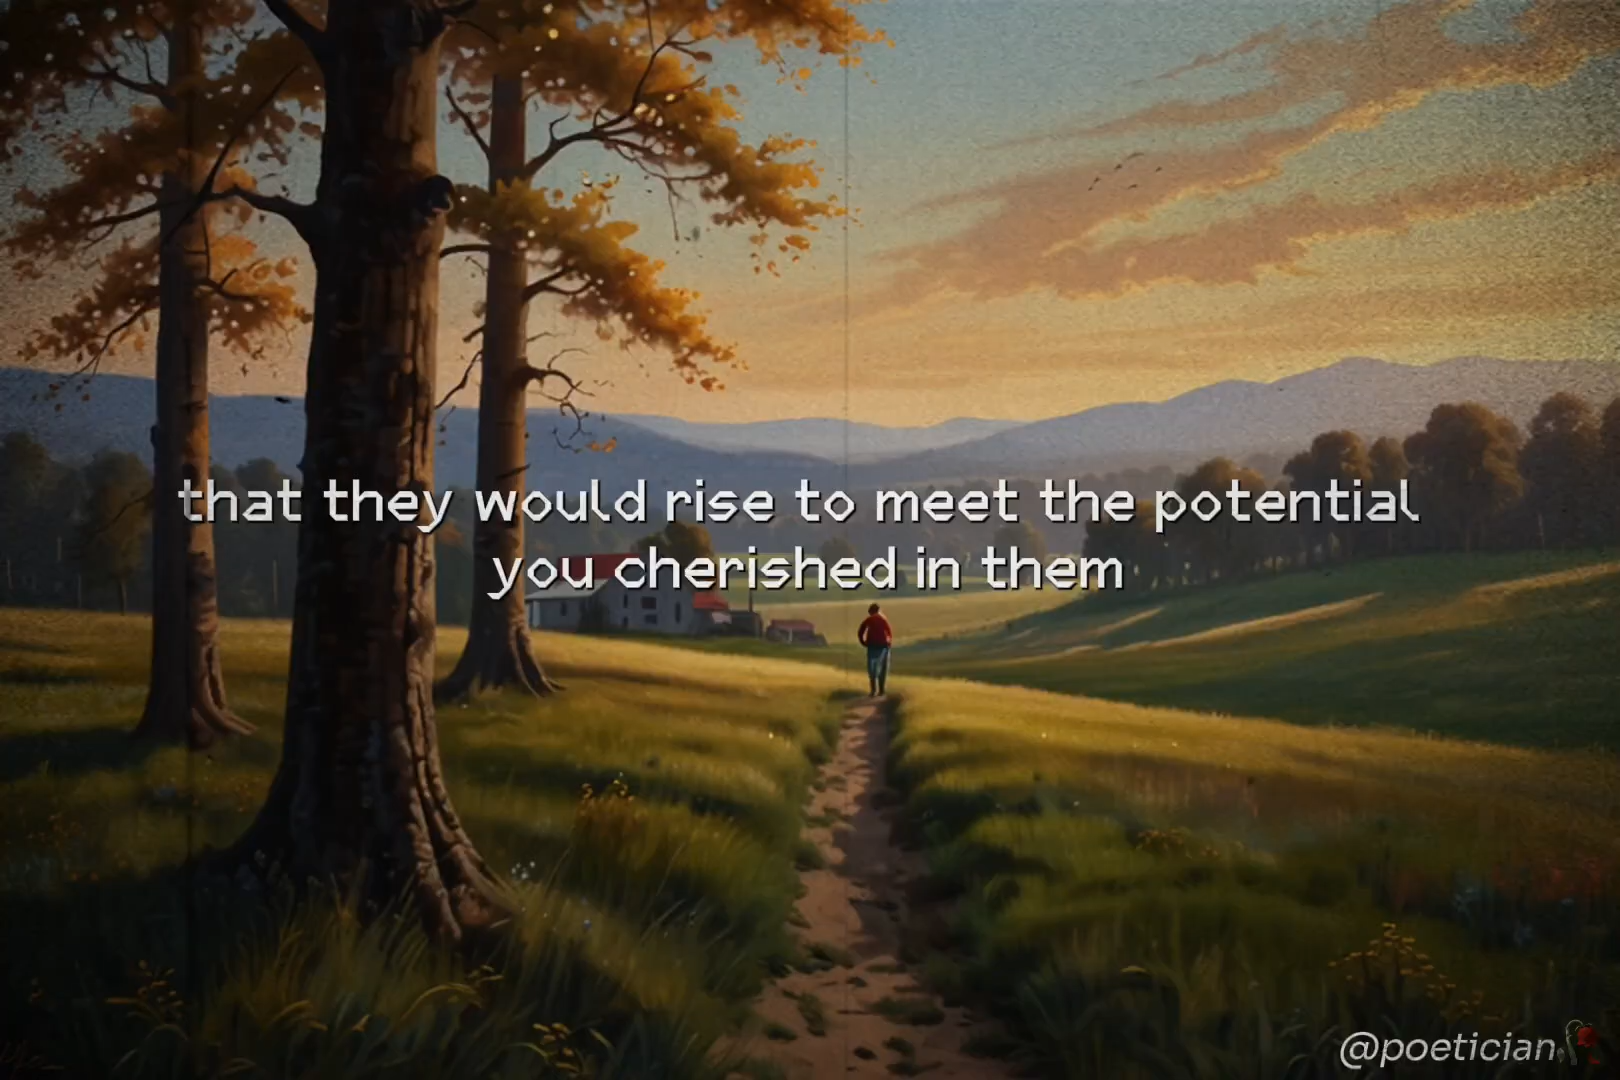 that they would rise to meet the potential
you cherished in them
@poetician